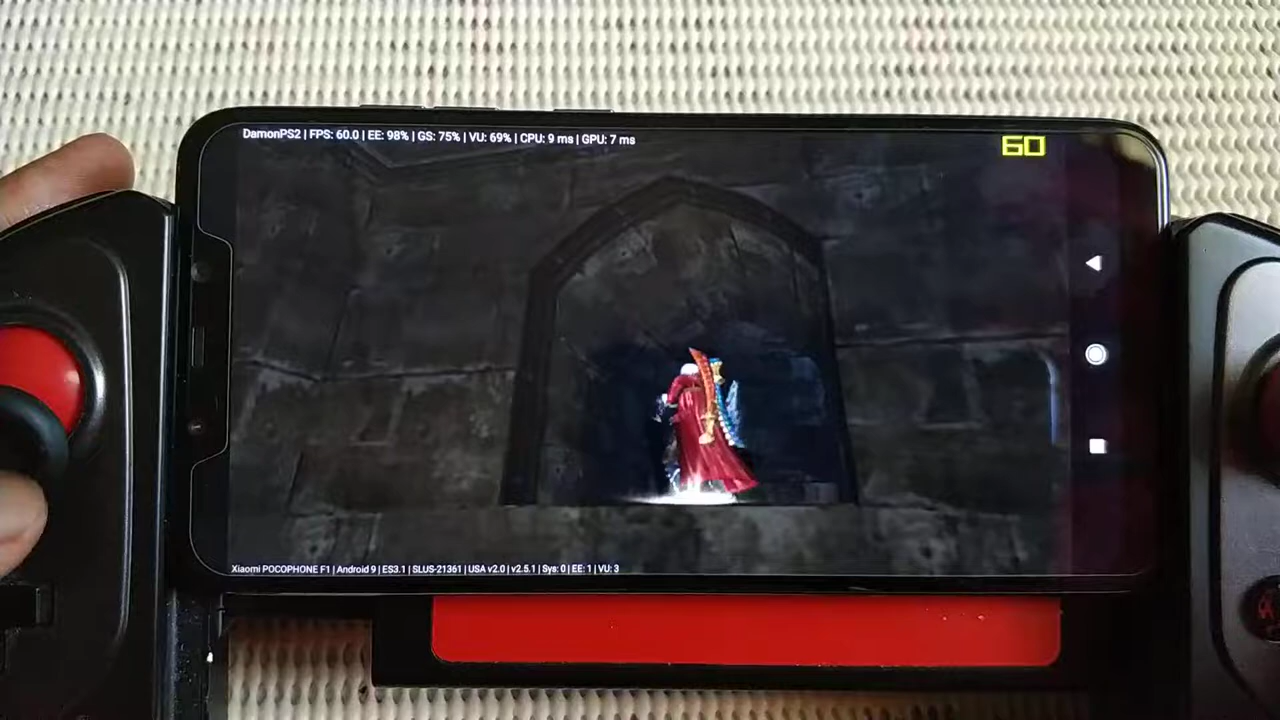 DamonPS2 | FPS: 60.0 | EE: 98% | GS: 75% | VU: 69% | CPU: 9 ms | GPU: 7 ms
60
Xiaomi POCOPHONE F1 | Android 9 | ES3.1 | SLUS-21361 | USA v2.0 | v2.5.1 | Sys: 0 | EE: 1 | VU: 3